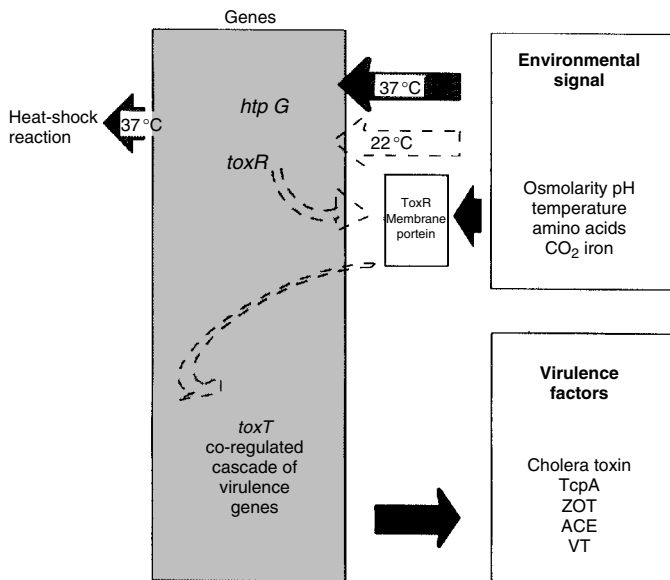 Genes
Heat-shock
reaction
37 °C
htp G
toxR
37 °C
22 °C
ToxR
Membrane
portein
Environmental
signal
Osmolarity pH
temperature
amino acids
CO₂ iron
toxT
co-regulated
cascade of
virulence
genes
Virulence
factors
Cholera toxin
TcpA
ZOT
ACE
VT